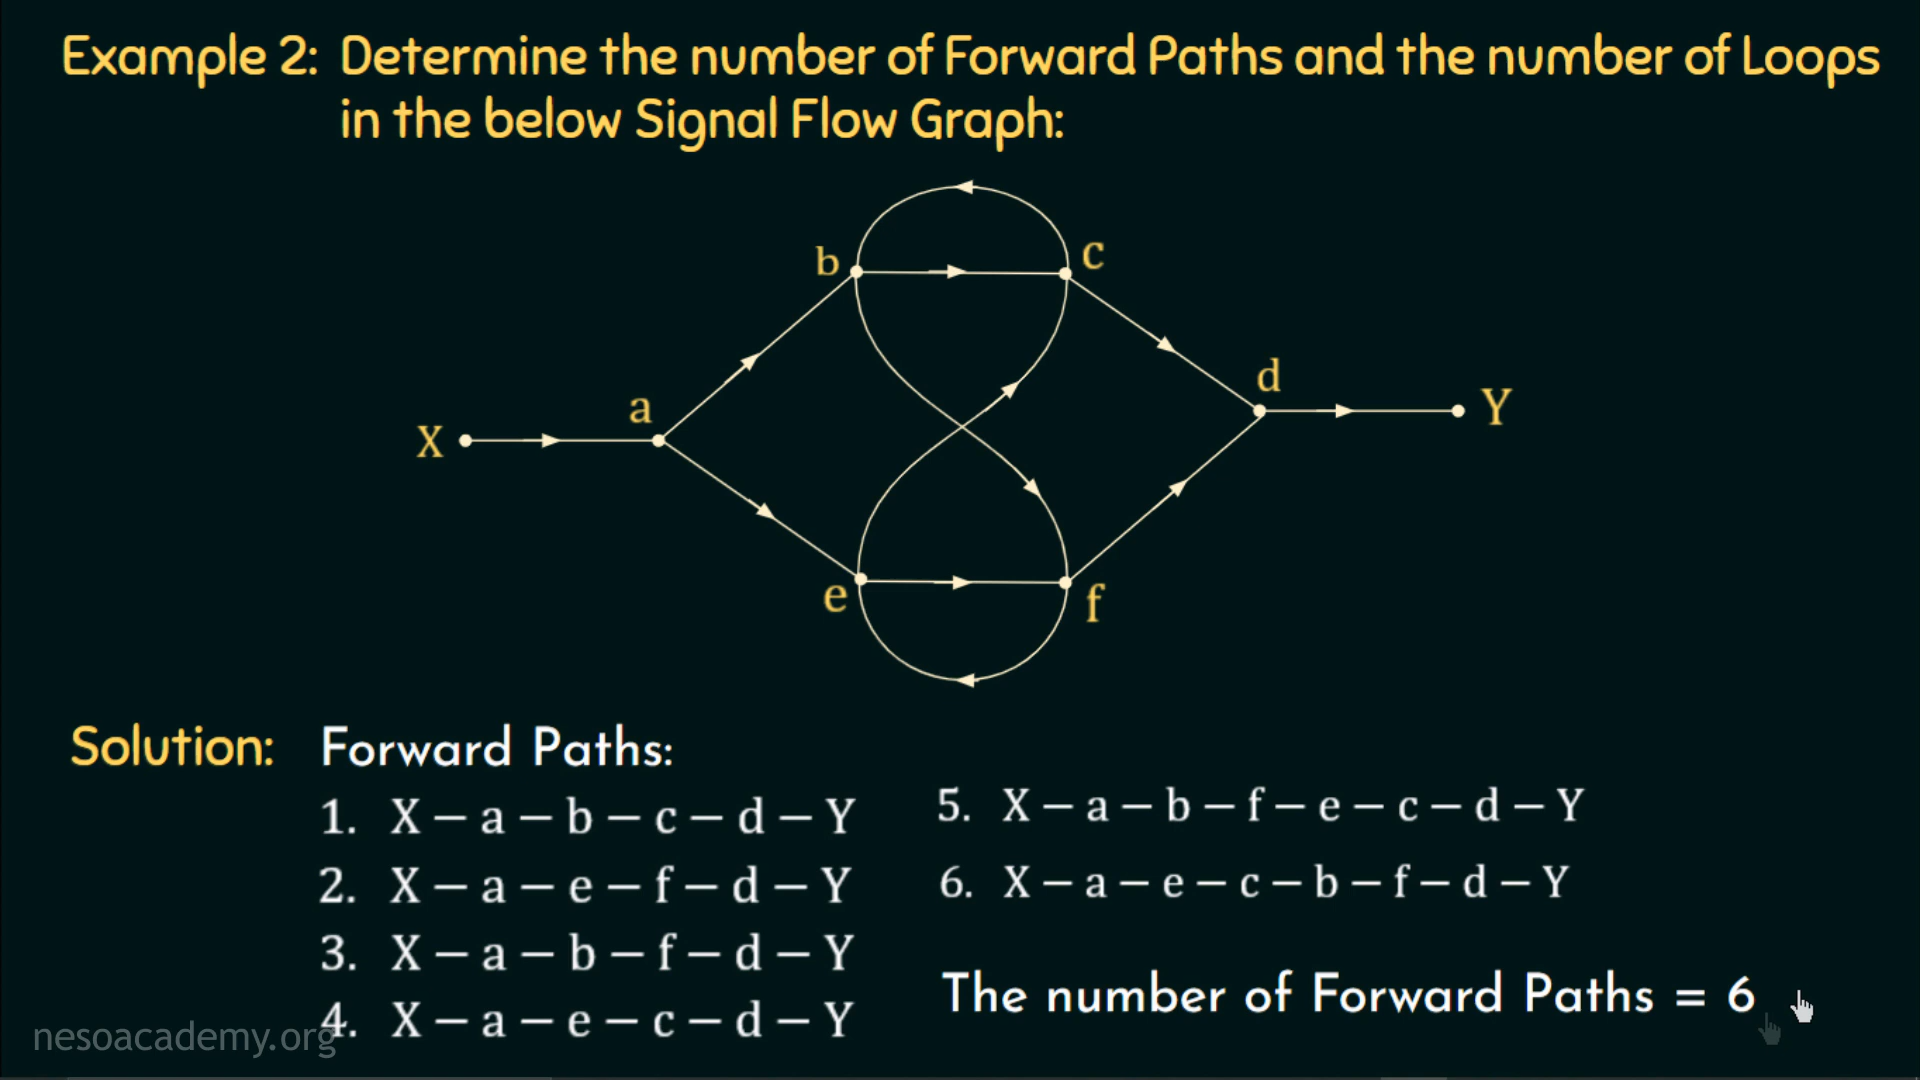 Example 2: Determine the number of Forward Paths and the number of Loops
in the below Signal Flow Graph:
b
c
d
a
X
Y
e
f
Solution: Forward Paths:
1. X – a – b – c – d – Y
2. X – a – e – f – d – Y
3. X – a – b – f – d – Y
4. X – a – e – c – d – Y
5. X – a – b – f – e – c – d – Y
6. X – a – e – c – b – f – d – Y
The number of Forward Paths = 6
nesoacademy.org